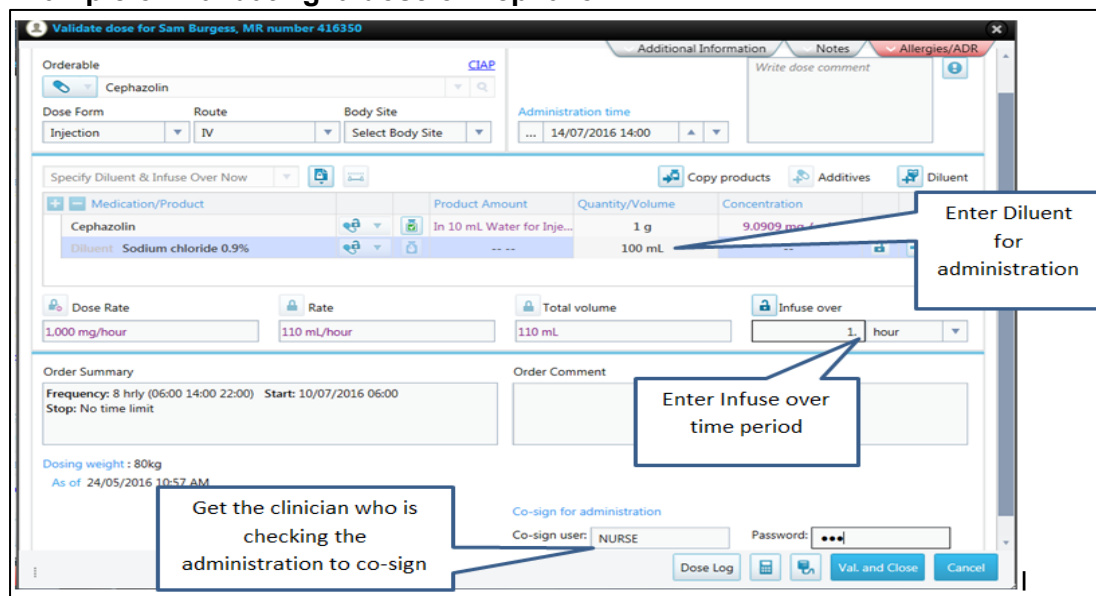 Validate dose for Sam Burgess, MR number 416350
Additional Information Notes Allergies/ADR
Orderable CIAP
Write dose comment
Cephazolin
Dose Form Route Body Site Administration time
Injection IV Select Body Site ... 14/07/2016 14:00
Specify Diluent & Infuse Over Now Copy products Additives Diluent
Medication/Product Product Amount Quantity/Volume Concentration
Cephazolin In 10 mL Water for Inje... 1 g 9.0909
Diluent Sodium chloride 0.9% -- -- 100 mL --
Enter Diluent
for
administration
Dose Rate Rate Total volume Infuse over
1,000 mg/hour 110 mL/hour 110 mL 1. hour
Order Summary Order Comment
Frequency: 8 hrly (06:00 14:00 22:00) Start: 10/07/2016 06:00
Stop: No time limit
Enter Infuse over
time period
Dosing weight : 80kg
As of 24/05/2016 10:57 AM
Get the clinician who is
checking the
administration to co-sign
Co-sign for administration
Co-sign user: NURSE Password:
Dose Log Val. and Close Cancel